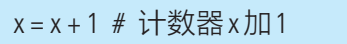 x = x + 1  #  计数器x加1